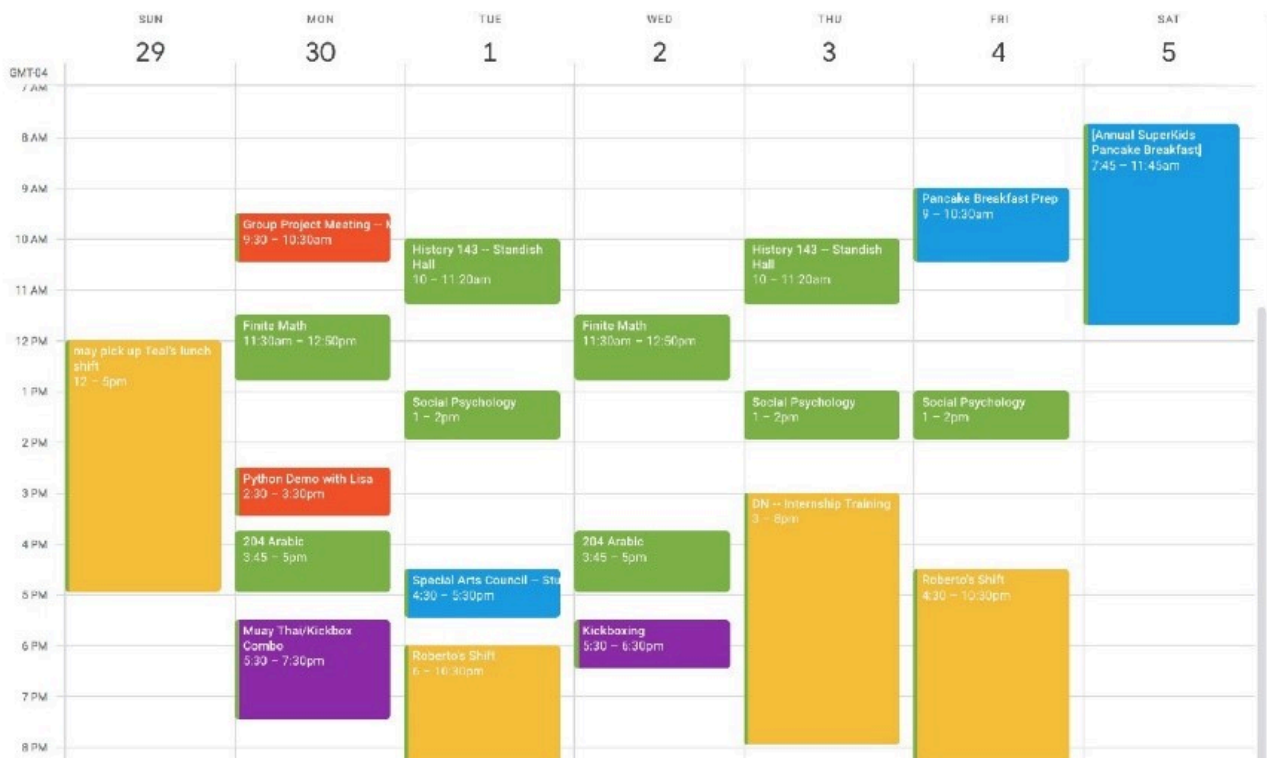 SUN
MON
TUE
WED
THU
FRI
SAT
29
30
1
2
3
4
5
GMT-04
7 AM
8 AM
9 AM
10 AM
11 AM
12 PM
1 PM
2 PM
3 PM
4 PM
5 PM
6 PM
7 PM
8 PM
may pick up Teal's lunch
shift
12 – 5pm
Group Project Meeting -- M
9:30 – 10:30am
Finite Math
11:30am – 12:50pm
Python Demo with Lisa
2:30 – 3:30pm
204 Arabic
3:45 – 5pm
Muay Thai/Kickbox
Combo
5:30 – 7:30pm
History 143 -- Standish
Hall
10 – 11:20am
Social Psychology
1 – 2pm
Special Arts Council -- Stu
4:30 – 5:30pm
Roberto's Shift
6 – 10:30pm
Finite Math
11:30am – 12:50pm
204 Arabic
3:45 – 5pm
Kickboxing
5:30 – 6:30pm
History 143 -- Standish
Hall
10 – 11:20am
Social Psychology
1 – 2pm
DN -- Internship Training
3 – 8pm
Pancake Breakfast Prep
9 – 10:30am
Social Psychology
1 – 2pm
Roberto's Shift
4:30 – 10:30pm
[Annual SuperKids
Pancake Breakfast]
7:45 – 11:45am